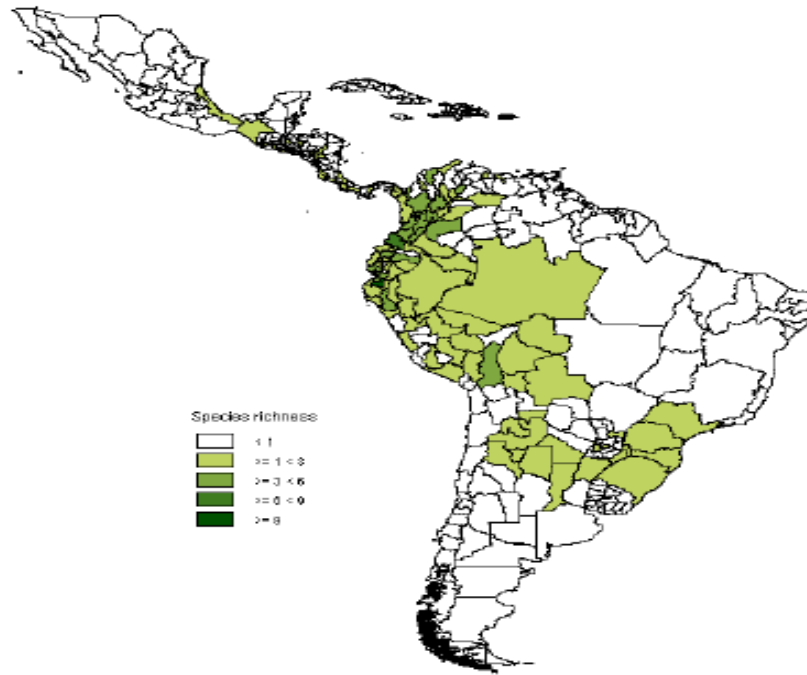 Species richness
< 1
>= 1 < 3
>= 3 < 6
>= 6 < 9
>= 9